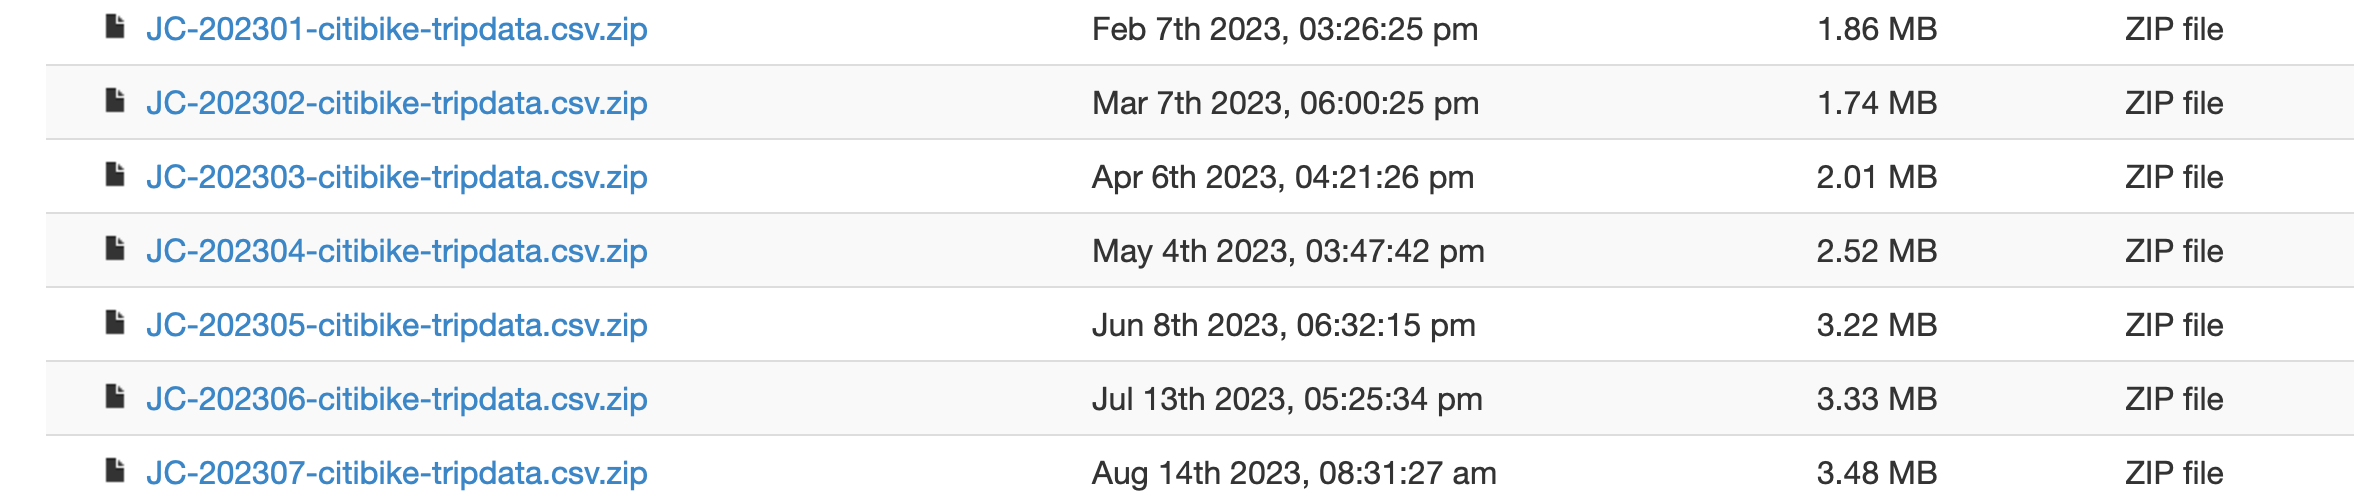 JC-202301-citibike-tripdata.csv.zip Feb 7th 2023, 03:26:25 pm 1.86 MB ZIP file
JC-202302-citibike-tripdata.csv.zip Mar 7th 2023, 06:00:25 pm 1.74 MB ZIP file
JC-202303-citibike-tripdata.csv.zip Apr 6th 2023, 04:21:26 pm 2.01 MB ZIP file
JC-202304-citibike-tripdata.csv.zip May 4th 2023, 03:47:42 pm 2.52 MB ZIP file
JC-202305-citibike-tripdata.csv.zip Jun 8th 2023, 06:32:15 pm 3.22 MB ZIP file
JC-202306-citibike-tripdata.csv.zip Jul 13th 2023, 05:25:34 pm 3.33 MB ZIP file
JC-202307-citibike-tripdata.csv.zip Aug 14th 2023, 08:31:27 am 3.48 MB ZIP file